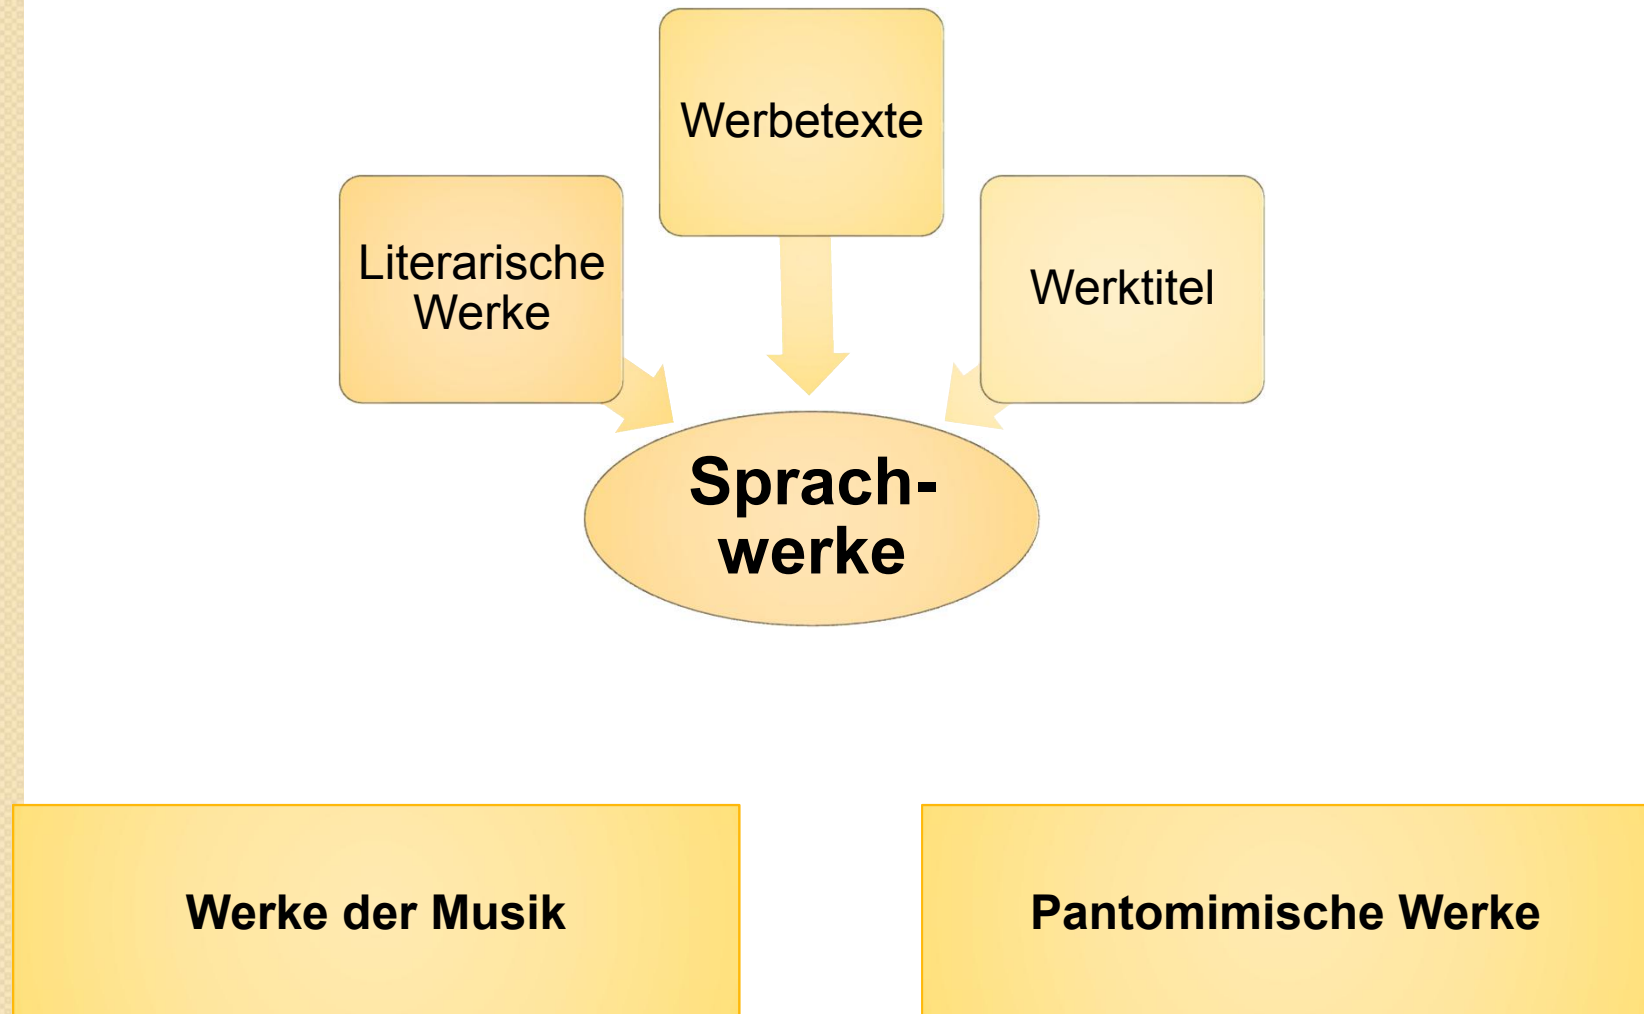 Werbetexte
Literarische
Werke
Werktitel
Sprach-
werke
Werke der Musik
Pantomimische Werke